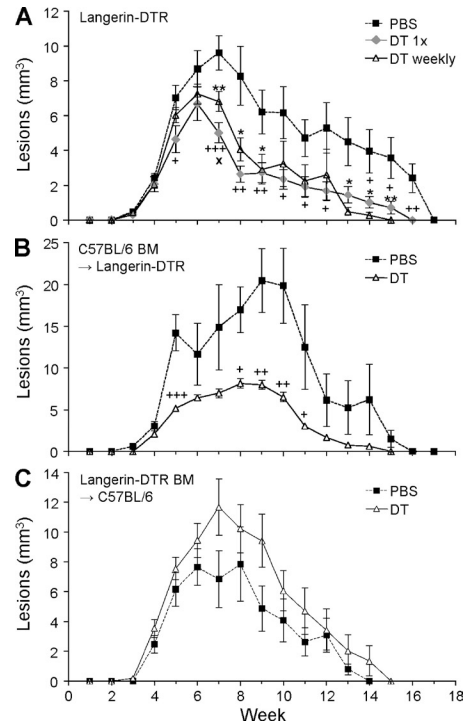 A
Langerin-DTR
PBS
DT 1x
DT weekly
Lesions (mm³)
12
10
8
6
4
2
0
**
*
*
+
+++
x
++
++
+
+
+
*
+
*
+
**
++
B
C57BL/6 BM
→ Langerin-DTR
PBS
DT
Lesions (mm³)
25
20
15
10
5
0
+++
+
++
++
+
C
Langerin-DTR BM
→ C57BL/6
PBS
DT
Lesions (mm³)
14
12
10
8
6
4
2
0
0 2 4 6 8 10 12 14 16 18
Week